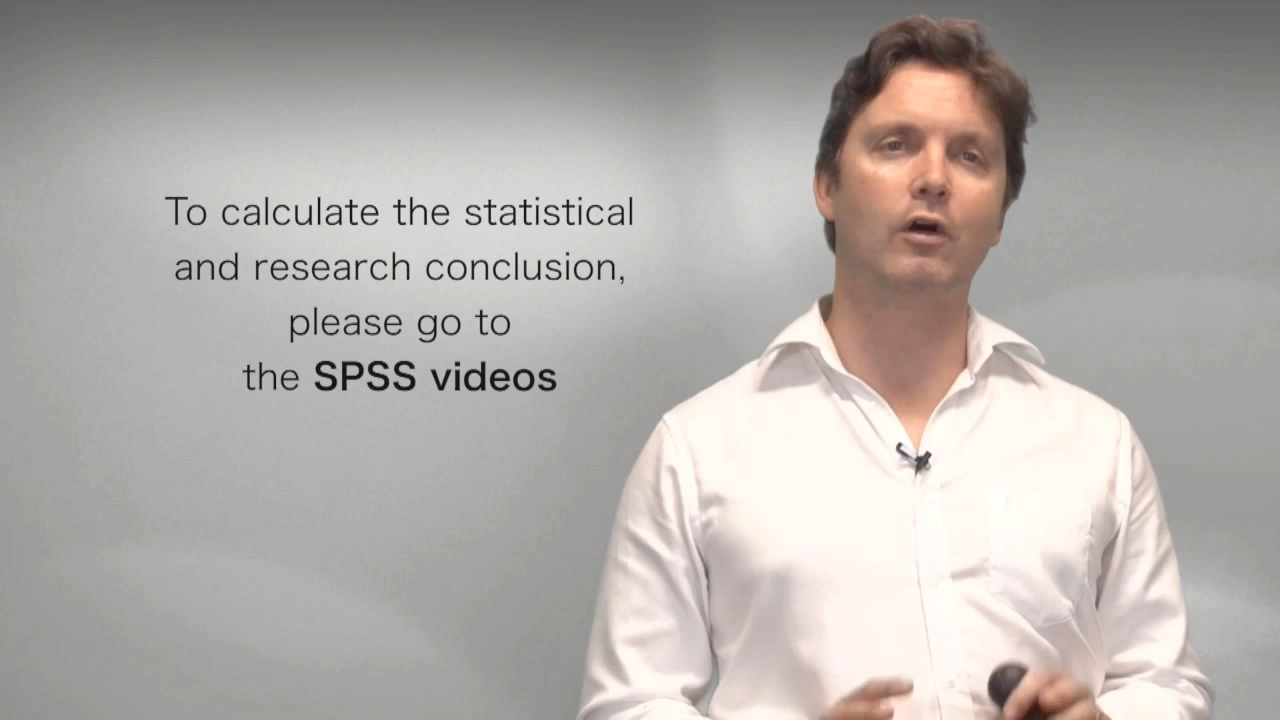 To calculate the statistical
and research conclusion,
please go to
the SPSS videos